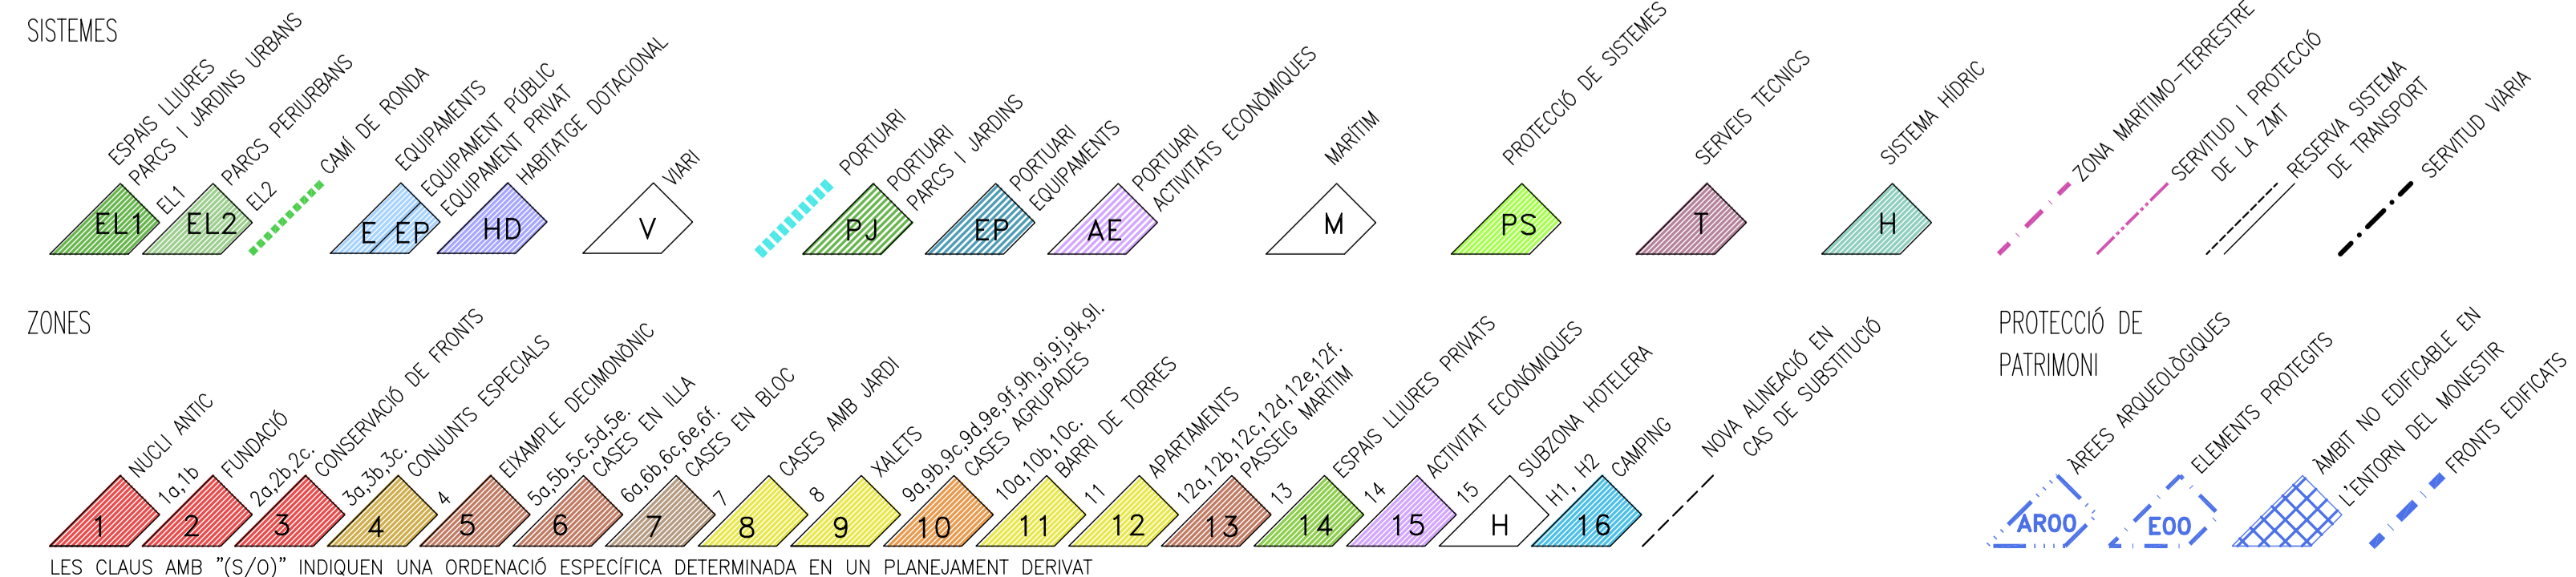 SISTEMES
ESPAIS LLIURES
PARCS I JARDINS URBANS
EL1
EL1
PARCS PERIURBANS
EL2
EL2
CAMÍ DE RONDA
EQUIPAMENTS
EQUIPAMENT PÚBLIC
EQUIPAMENT PRIVAT
E EP
HABITATGE DOTACIONAL
HD
VIARI
V
PORTUARI
PORTUARI
PARCS I JARDINS
PJ
PORTUARI
EQUIPAMENTS
EP
PORTUARI
ACTIVITATS ECONÒMIQUES
AE
MARÍTIM
M
PROTECCIÓ DE SISTEMES
PS
SERVEIS TECNICS
T
SISTEMA HÍDRIC
H
ZONA MARÍTIMO-TERRESTRE
SERVITUD I PROTECCIÓ
DE LA ZMT
RESERVA SISTEMA
DE TRANSPORT
SERVITUD VIÀRIA
ZONES
NUCLI ANTIC
1a,1b
1
FUNDACIÓ
2a,2b,2c.
2
CONSERVACIÓ DE FRONTS
3a,3b,3c.
3
CONJUNTS ESPECIALS
4
4
EIXAMPLE DECIMONÒNIC
5a,5b,5c,5d,5e.
5
CASES EN ILLA
6a,6b,6c,6e,6f.
6
CASES EN BLOC
7
7
CASES AMB JARDI
8
8
XALETS
9a,9b,9c,9d,9e,9f,9h,9i,9j,9k,9l.
9
CASES AGRUPADES
10a,10b,10c.
10
BARRI DE TORRES
11
11
APARTAMENTS
12a,12b,12c,12d,12e,12f.
12
PASSEIG MARÍTIM
13
13
ESPAIS LLIURES PRIVATS
14
14
ACTIVITAT ECONÓMIQUES
15
15
SUBZONA HOTELERA
H1, H2
H
CAMPING
16
NOVA ALINEACIÓ EN
CAS DE SUBSTITUCIÓ
PROTECCIÓ DE
PATRIMONI
ÀREES ARQUEOLÒGIQUES
AR00
ELEMENTS PROTEGITS
E00
ÀMBIT NO EDIFICABLE EN
L'ENTORN DEL MONESTIR
FRONTS EDIFICATS
LES CLAUS AMB "(S/O)" INDIQUEN UNA ORDENACIÓ ESPECÍFICA DETERMINADA EN UN PLANEJAMENT DERIVAT